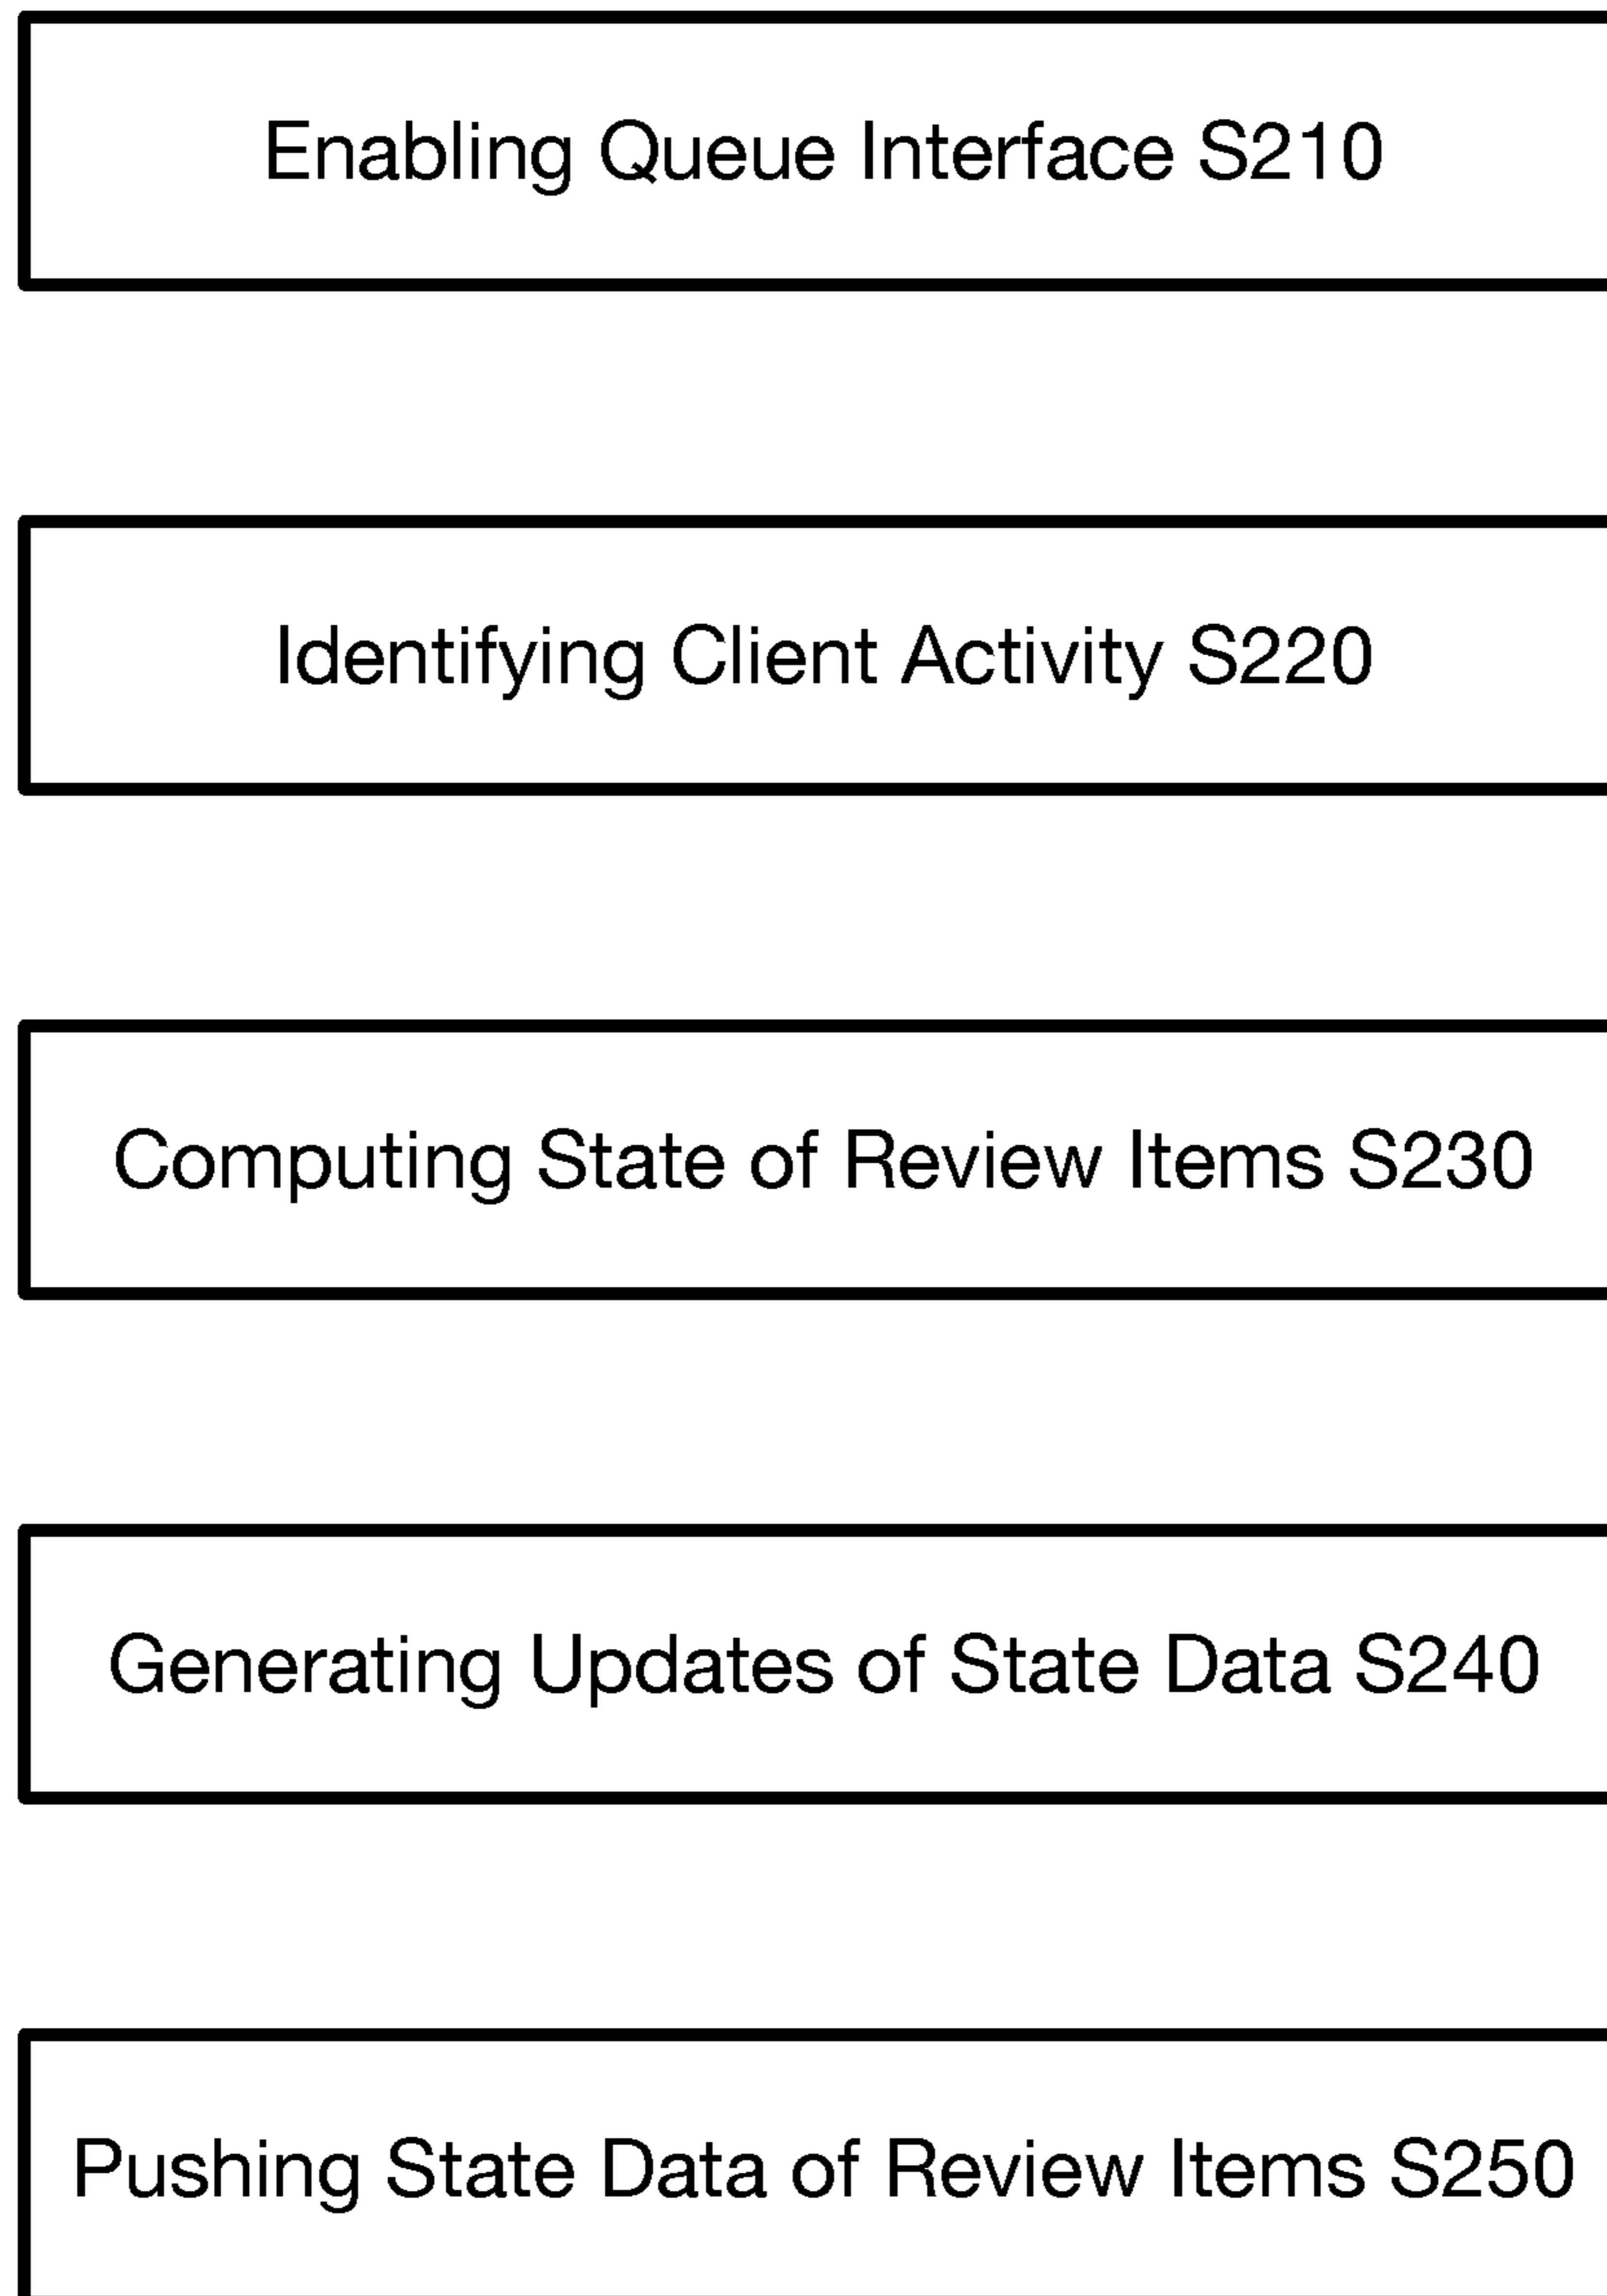 Enabling Queue Interface S210
Identifying Client Activity S220
Computing State of Review Items S230
Generating Updates of State Data S240
Pushing State Data of Review Items S250